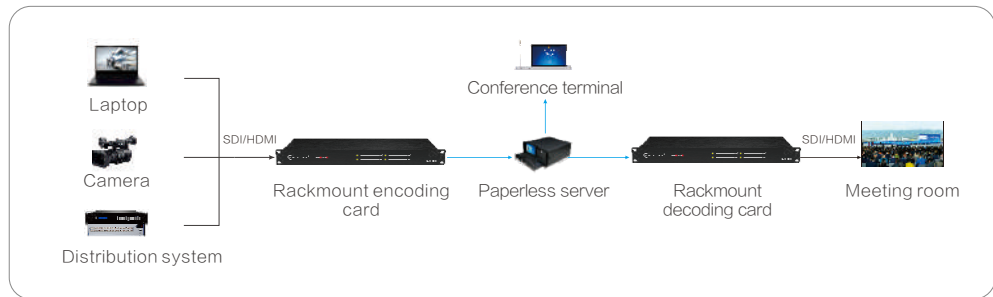 Laptop
Camera
Distribution system
SDI/HDMI
Rackmount encoding
card
Conference terminal
Paperless server
Rackmount
decoding card
SDI/HDMI
Meeting room